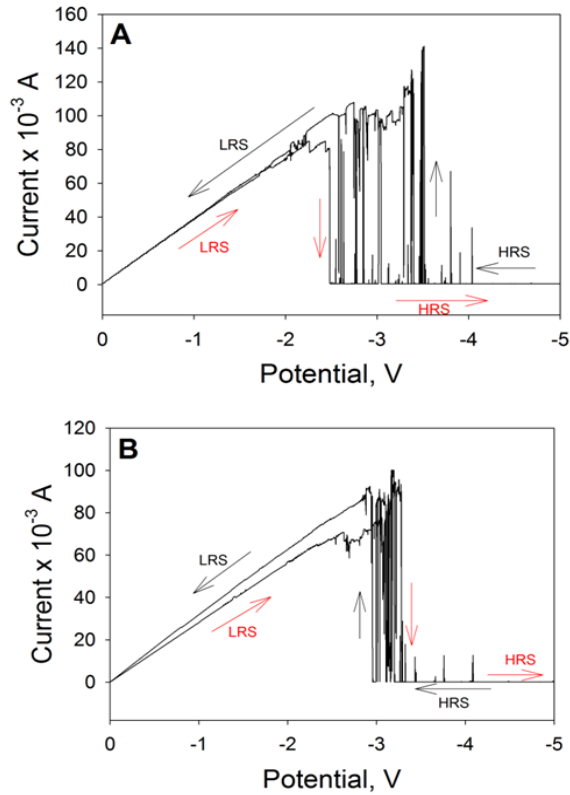 A
160
140
120
100
80
60
40
20
0
Current x 10⁻³ A
LRS
LRS
HRS
HRS
0 -1 -2 -3 -4 -5
Potential, V
B
120
100
80
60
40
20
0
Current x 10⁻³ A
LRS
LRS
HRS
HRS
0 -1 -2 -3 -4 -5
Potential, V